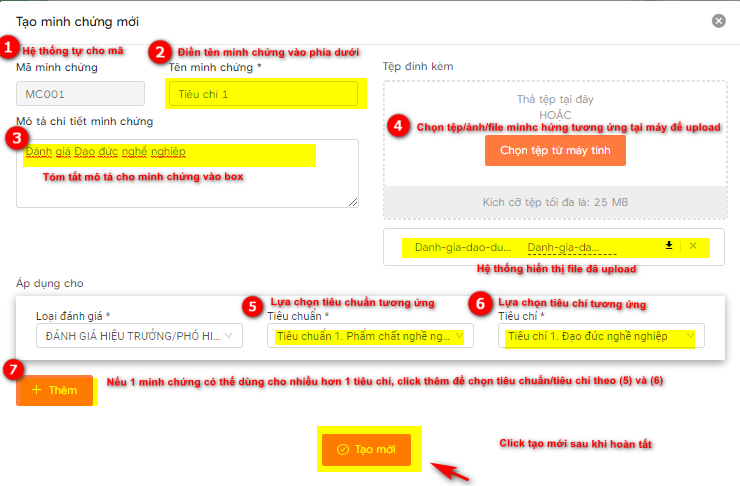 Tạo minh chứng mới
1 Hệ thống tự cho mã
2 Điền tên minh chứng vào phía dưới
Mã minh chứng
Tên minh chứng *
Tệp đính kèm
MC001
Tiêu chí 1
Thả tệp tại đây
HOẶC
Mô tả chi tiết minh chứng
3
Đánh giá Đạo đức nghề nghiệp
Tóm tắt mô tả cho minh chứng vào box
4 Chọn tệp/ảnh/file minhc hứng tương ứng tại máy để upload
Chọn tệp từ máy tính
Kích cỡ tệp tối đa là: 25 MB
Danh-gia-dao-du... Danh-gia-da...
Hệ thống hiển thị file đã upload
Áp dụng cho
5 Lựa chọn tiêu chuẩn tương ứng
6 Lựa chọn tiêu chí tương ứng
Loại đánh giá *
Tiêu chuẩn *
Tiêu chí *
ĐÁNH GIÁ HIỆU TRƯỞNG/PHÓ HI...
Tiêu chuẩn 1. Phẩm chất nghề ng...
Tiêu chí 1. Đạo đức nghề nghiệp
7
+ Thêm
Nếu 1 minh chứng có thể dùng cho nhiều hơn 1 tiêu chí, click thêm để chọn tiêu chuẩn/tiêu chí theo (5) và (6)
Tạo mới
Click tạo mới sau khi hoàn tất